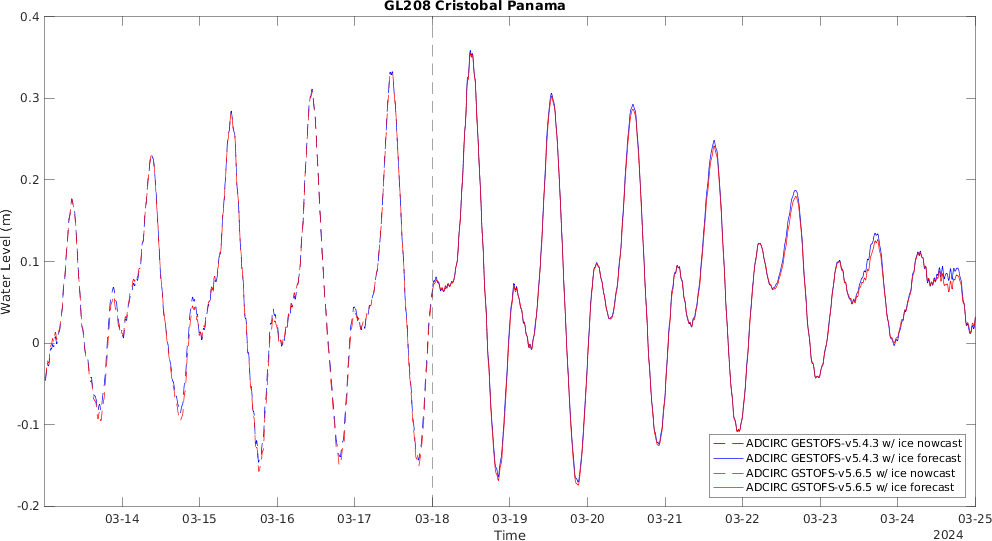 GL208 Cristobal Panama
0.4
0.3
0.2
0.1
0
-0.1
-0.2
Water Level (m)
ADCIRC GESTOFS-v5.4.3 w/ ice nowcast
ADCIRC GESTOFS-v5.4.3 w/ ice forecast
ADCIRC GSTOFS-v5.6.5 w/ ice nowcast
ADCIRC GSTOFS-v5.6.5 w/ ice forecast
03-14 03-15 03-16 03-17 03-18 03-19 03-20 03-21 03-22 03-23 03-24 03-25
Time
2024